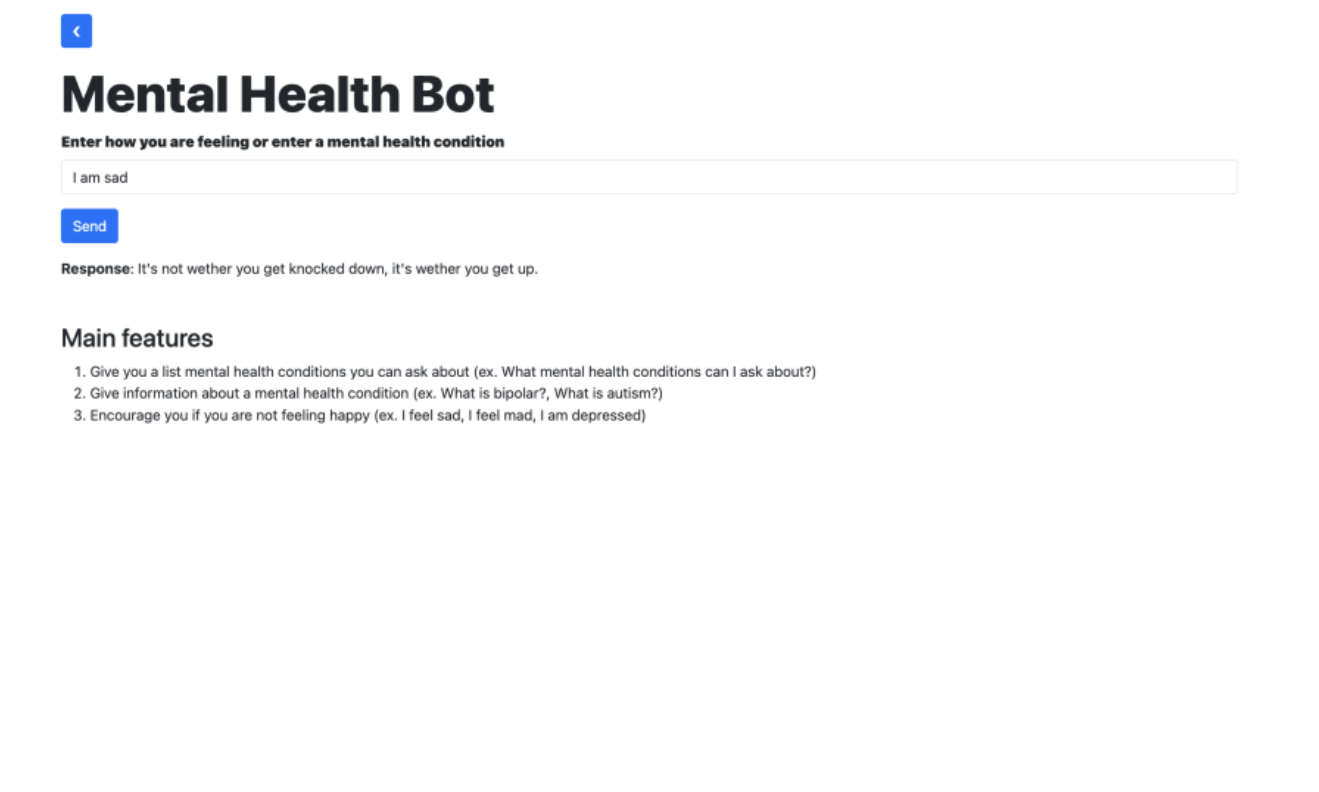 Mental Health Bot
Enter how you are feeling or enter a mental health condition
I am sad
Send
Response: It's not wether you get knocked down, it's wether you get up.
Main features
1. Give you a list mental health conditions you can ask about (ex. What mental health conditions can I ask about?)
2. Give information about a mental health condition (ex. What is bipolar?, What is autism?)
3. Encourage you if you are not feeling happy (ex. I feel sad, I feel mad, I am depressed)